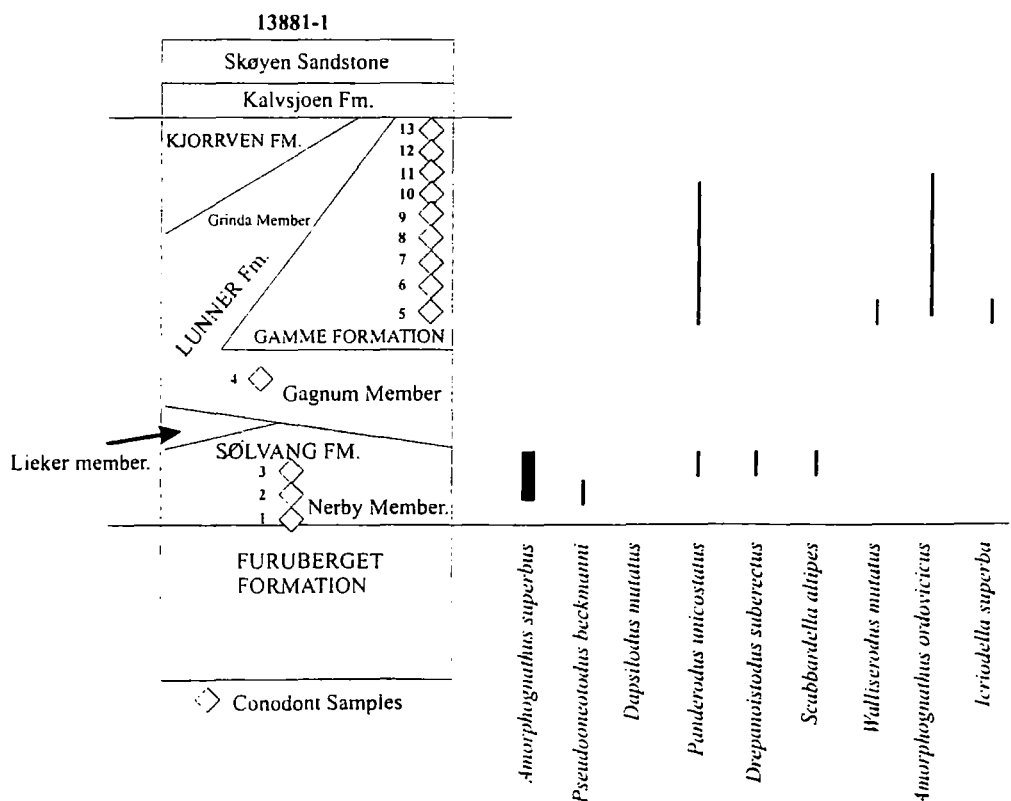 13881-1
Skøyen Sandstone
Kalvsjoen Fm.
KJORRVEN FM.
Grinda Member
LUNNER Fm.
13
12
11
10
9
8
7
6
5
GAMME FORMATION
4
Gagnum Member
Lieker member.
SØLVANG FM.
3
2
Nerby Member.
1
FURUBERGET
FORMATION
Conodont Samples
Amorphognathus superbus
Pseudooneotodus beckmanni
Dapsilodus mutatus
Panderodus unicostatus
Drepanoistodus suberectus
Scabbardella altipes
Walliserodus mutatus
Amorphognathus ordovicicus
Icriodella superba